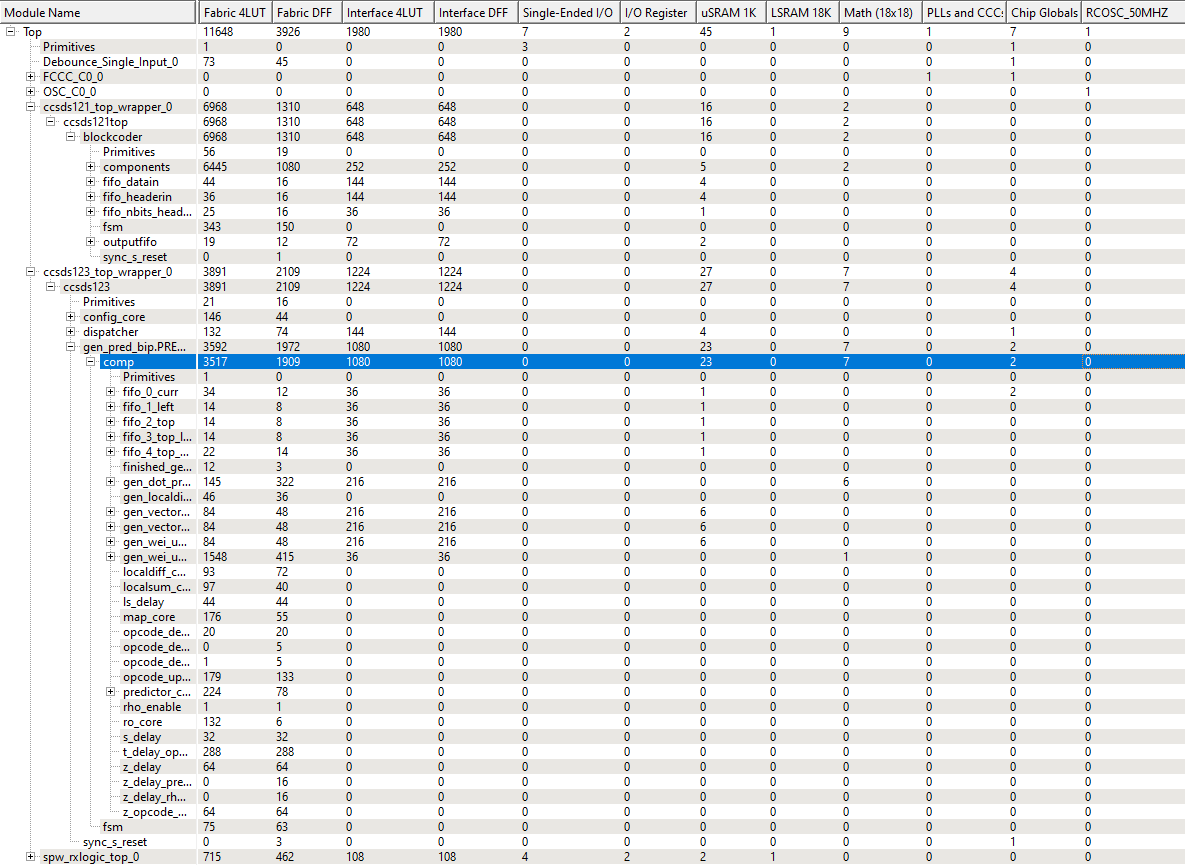 Module Name Fabric 4LUT Fabric DFF Interface 4LUT Interface DFF Single-Ended I/O I/O Register uSRAM 1K LSRAM 18K Math (18x18) PLLs and CCC: Chip Globals RCOSC_50MHZ
Top 11648 3926 1980 1980 7 2 45 1 9 1 7 1
Primitives 1 0 0 0 3 0 0 0 0 0 1 0
Debounce_Single_Input_0 73 45 0 0 0 0 0 0 0 0 1 0
FCCC_C0_0 0 0 0 0 0 0 0 0 0 1 1 0
OSC_C0_0 0 0 0 0 0 0 0 0 0 0 0 1
ccsds121_top_wrapper_0 6968 1310 648 648 0 0 16 0 2 0 0 0
ccsds121top 6968 1310 648 648 0 0 16 0 2 0 0 0
blockcoder 6968 1310 648 648 0 0 16 0 2 0 0 0
Primitives 56 19 0 0 0 0 0 0 0 0 0 0
components 6445 1080 252 252 0 0 5 0 2 0 0 0
fifo_datain 44 16 144 144 0 0 4 0 0 0 0 0
fifo_headerin 36 16 144 144 0 0 4 0 0 0 0 0
fifo_nbits_head... 25 16 36 36 0 0 1 0 0 0 0 0
fsm 343 150 0 0 0 0 0 0 0 0 0 0
outputfifo 19 12 72 72 0 0 2 0 0 0 0 0
sync_s_reset 0 1 0 0 0 0 0 0 0 0 0 0
ccsds123_top_wrapper_0 3891 2109 1224 1224 0 0 27 0 7 0 4 0
ccsds123 3891 2109 1224 1224 0 0 27 0 7 0 4 0
Primitives 21 16 0 0 0 0 0 0 0 0 0 0
config_core 146 44 0 0 0 0 0 0 0 0 0 0
dispatcher 132 74 144 144 0 0 4 0 0 0 1 0
gen_pred_bip.PRE... 3592 1972 1080 1080 0 0 23 0 7 0 2 0
comp 3517 1909 1080 1080 0 0 23 0 7 0 2 0
Primitives 1 0 0 0 0 0 0 0 0 0 0 0
fifo_0_curr 34 12 36 36 0 0 1 0 0 0 2 0
fifo_1_left 14 8 36 36 0 0 1 0 0 0 0 0
fifo_2_top 14 8 36 36 0 0 1 0 0 0 0 0
fifo_3_top_l... 14 8 36 36 0 0 1 0 0 0 0 0
fifo_4_top_... 22 14 36 36 0 0 1 0 0 0 0 0
finished_ge... 12 3 0 0 0 0 0 0 0 0 0 0
gen_dot_pr... 145 322 216 216 0 0 0 0 6 0 0 0
gen_localdi... 46 36 0 0 0 0 0 0 0 0 0 0
gen_vector... 84 48 216 216 0 0 6 0 0 0 0 0
gen_vector... 84 48 216 216 0 0 6 0 0 0 0 0
gen_wei_u... 84 48 216 216 0 0 6 0 0 0 0 0
gen_wei_u... 1548 415 36 36 0 0 0 0 1 0 0 0
localdiff_c... 93 72 0 0 0 0 0 0 0 0 0 0
localsum_c... 97 40 0 0 0 0 0 0 0 0 0 0
ls_delay 44 44 0 0 0 0 0 0 0 0 0 0
map_core 176 55 0 0 0 0 0 0 0 0 0 0
opcode_de... 20 20 0 0 0 0 0 0 0 0 0 0
opcode_de... 0 5 0 0 0 0 0 0 0 0 0 0
opcode_de... 1 5 0 0 0 0 0 0 0 0 0 0
opcode_up... 179 133 0 0 0 0 0 0 0 0 0 0
predictor_c... 224 78 0 0 0 0 0 0 0 0 0 0
rho_enable 1 1 0 0 0 0 0 0 0 0 0 0
ro_core 132 6 0 0 0 0 0 0 0 0 0 0
s_delay 32 32 0 0 0 0 0 0 0 0 0 0
t_delay_op... 288 288 0 0 0 0 0 0 0 0 0 0
z_delay 64 64 0 0 0 0 0 0 0 0 0 0
z_delay_pre... 0 16 0 0 0 0 0 0 0 0 0 0
z_delay_rh... 0 16 0 0 0 0 0 0 0 0 0 0
z_opcode_... 64 64 0 0 0 0 0 0 0 0 0 0
fsm 75 63 0 0 0 0 0 0 0 0 0 0
sync_s_reset 0 3 0 0 0 0 0 0 0 0 1 0
spw_rxlogic_top_0 715 462 108 108 4 2 2 1 0 0 0 0